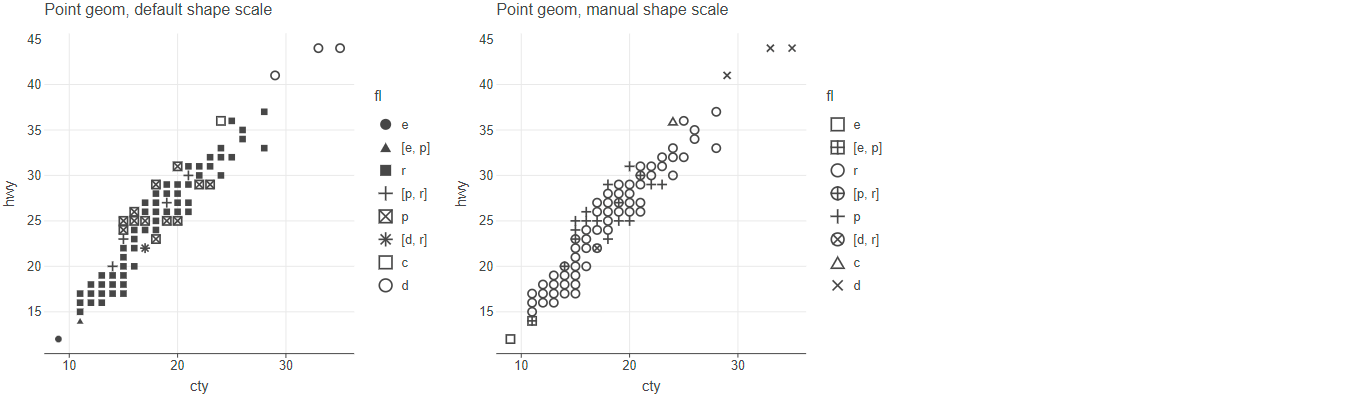 Point geom, default shape scale
45
40
35
30
25
20
15
hwy
10
20
30
cty
fl
e
[e, p]
r
[p, r]
p
[d, r]
c
d
Point geom, manual shape scale
45
40
35
30
25
20
15
hwy
10
20
30
cty
fl
e
[e, p]
r
[p, r]
p
[d, r]
c
d